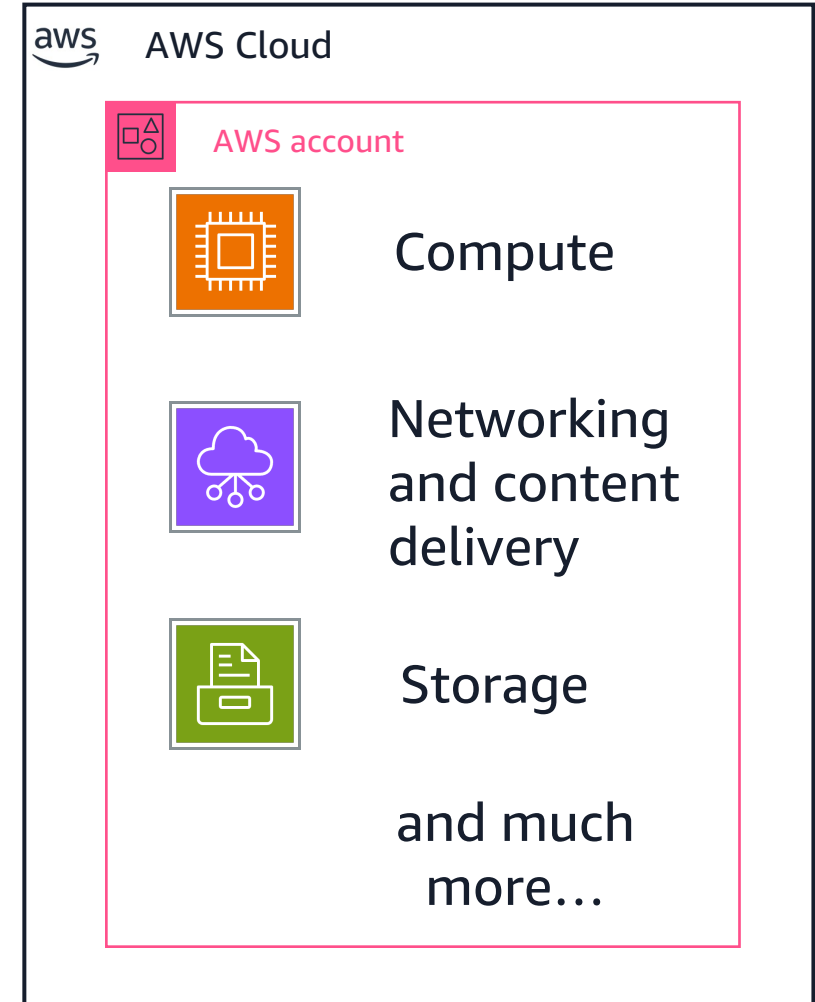 aws
AWS Cloud
AWS account
Compute
Networking
and content
delivery
Storage
and much
more...